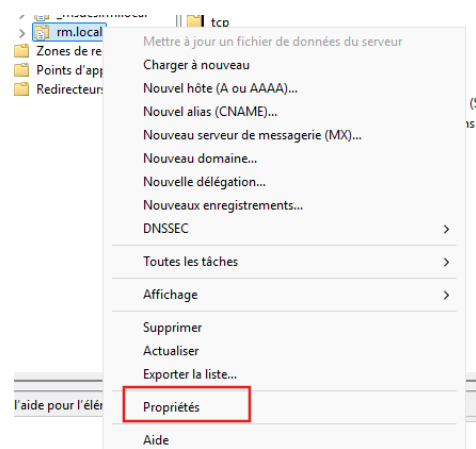 _msdcs.rm.local
rm.local
tcp
Mettre à jour un fichier de données du serveur
Zones de re
Charger à nouveau
Points d'app
Nouvel hôte (A ou AAAA)...
Redirecteurs
Nouvel alias (CNAME)...
Nouveau serveur de messagerie (MX)...
Nouveau domaine...
Nouvelle délégation...
Nouveaux enregistrements...
DNSSEC
Toutes les tâches
Affichage
Supprimer
Actualiser
Exporter la liste...
l'aide pour l'élé
Propriétés
Aide